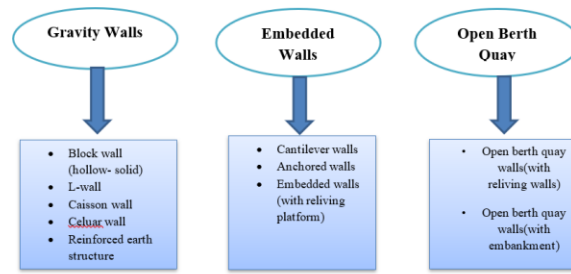 Gravity Walls
Embedded
Walls
Open Berth
Quay
• Block wall
(hollow- solid)
• L-wall
• Caisson wall
• Celuar wall
• Reinforced earth
structure
• Cantilever walls
• Anchored walls
• Embedded walls
(with reliving
platform)
• Open berth quay
walls(with
reliving walls)
• Open berth quay
walls(with
embankment)